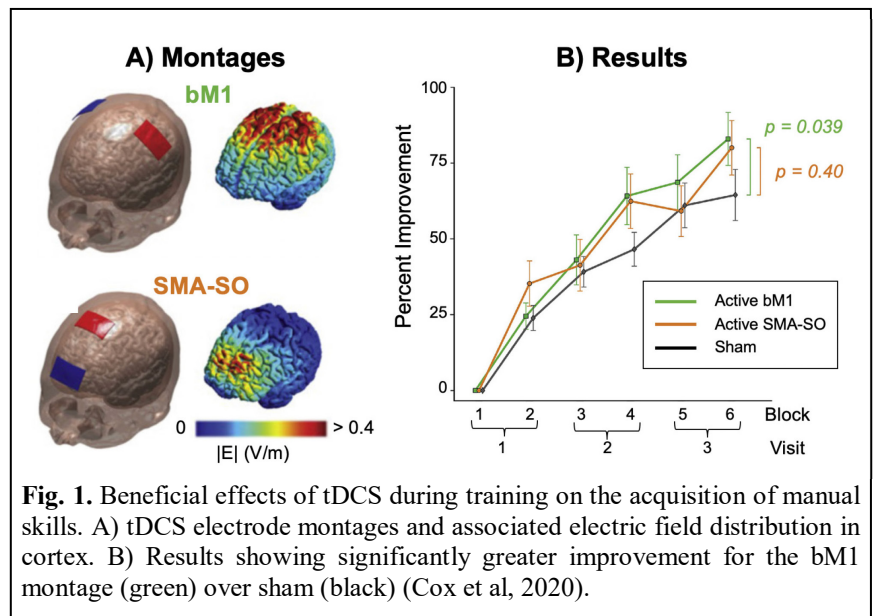 A) Montages
bM1
SMA-SO
0
> 0.4
|E| (V/m)
B) Results
Percent Improvement
100
75
50
25
0
p = 0.039
p = 0.40
Active bM1
Active SMA-SO
Sham
1 2 3 4 5 6 Block
1 2 3 Visit
Fig. 1. Beneficial effects of tDCS during training on the acquisition of manual
skills. A) tDCS electrode montages and associated electric field distribution in
cortex. B) Results showing significantly greater improvement for the bM1
montage (green) over sham (black) (Cox et al, 2020).